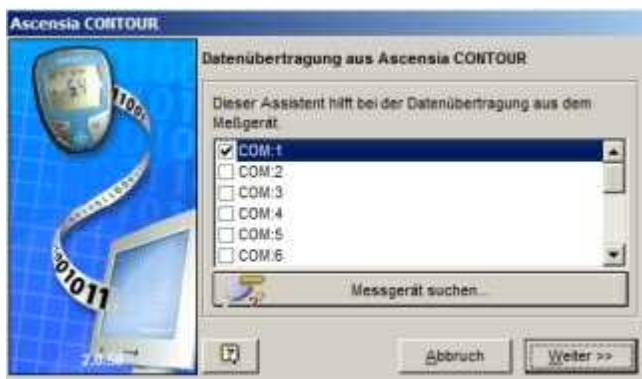 Ascensia CONTOUR
Datenübertragung aus Ascensia CONTOUR
Dieser Assistent hilft bei der Datenübertragung aus dem
Meßgerät.
COM:1
COM:2
COM:3
COM:4
COM:5
COM:6
Messgerät suchen...
Abbruch
Weiter >>